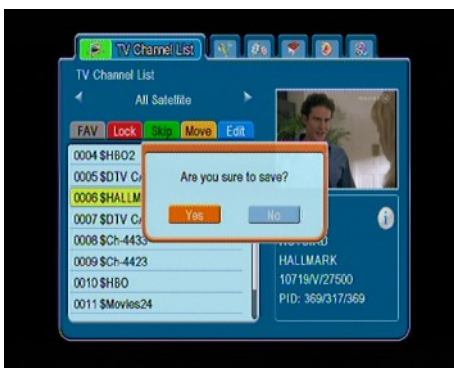 TV Channel List
TV Channel List
All Satellite
FAV Lock Skip Move Edit
0004 $HBO2
0005 $DTV
0006 $HALLM
0007 $DTV
0008 $Ch-4433
0009 $Ch-4423
0010 $HBO
0011 $Movies24
Are you sure to save?
Yes No
HALLMARK
10719/V/27500
PID: 369/317/369